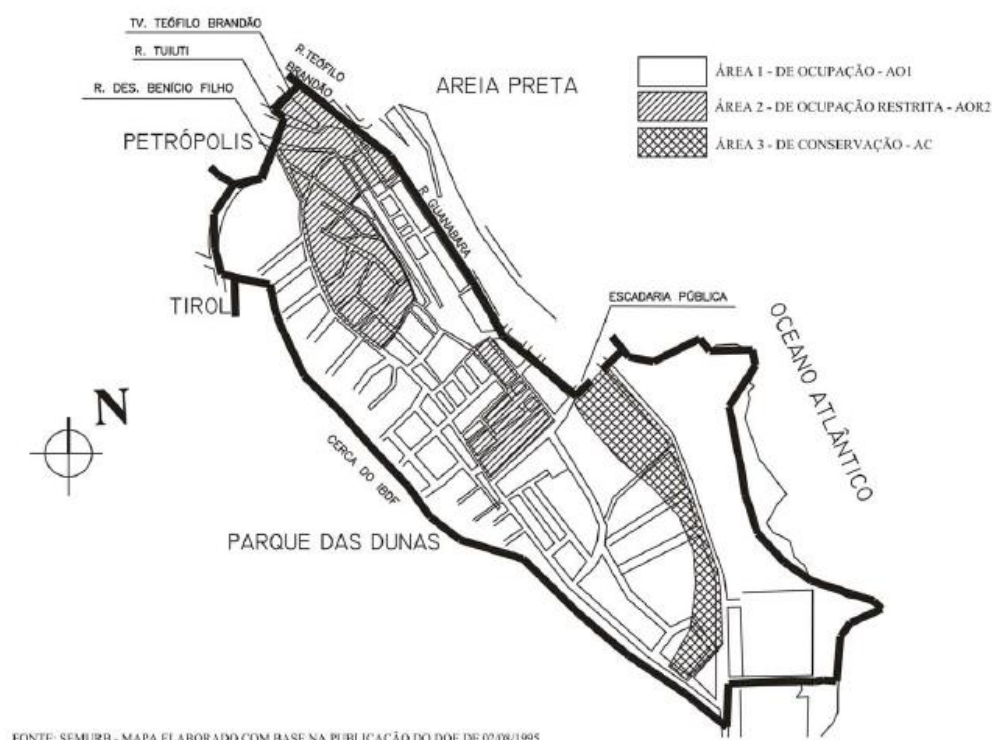 TV. TEÓFILO BRANDÃO
R. TUIUTI
R. DES. BENÍCIO FILHO
R.TEÓFILO
BRANDÃO
AREIA PRETA
PETRÓPOLIS
ÁREA 1 - DE OCUPAÇÃO - AO1
ÁREA 2 - DE OCUPAÇÃO RESTRITA - AOR2
ÁREA 3 - DE CONSERVAÇÃO - AC
R. GUANABARA
TIROL
ESCADARIA PÚBLICA
OCEANO ATLÂNTICO
N
CERCA DO IBDF
PARQUE DAS DUNAS
FONTE: SEMURB - MAPA ELABORADO COM BASE NA PUBLICAÇÃO DO DOE DE 02/08/1995